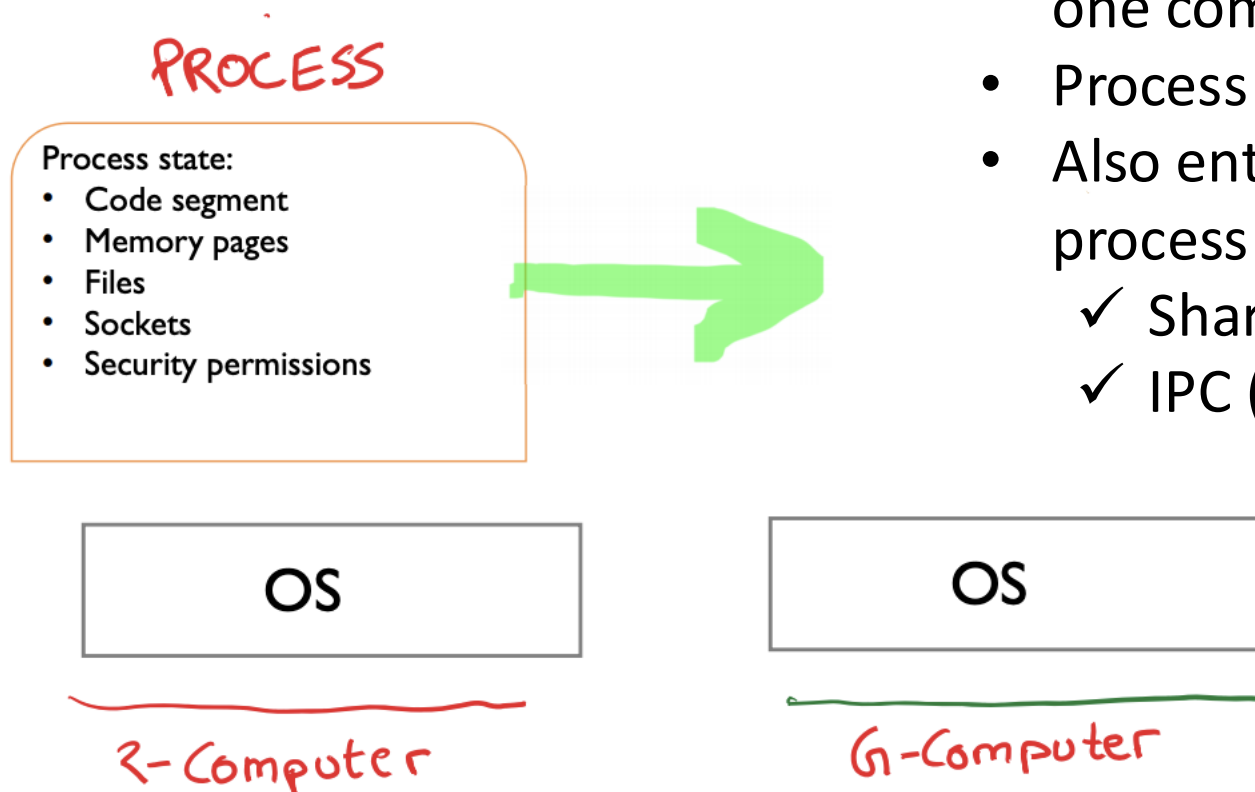 PROCESS
Process state:
• Code segment
• Memory pages
• Files
• Sockets
• Security permissions
one com
• Process
• Also ent
process
✓ Shar
✓ IPC (
OS
OS
R-Computer
G-Computer